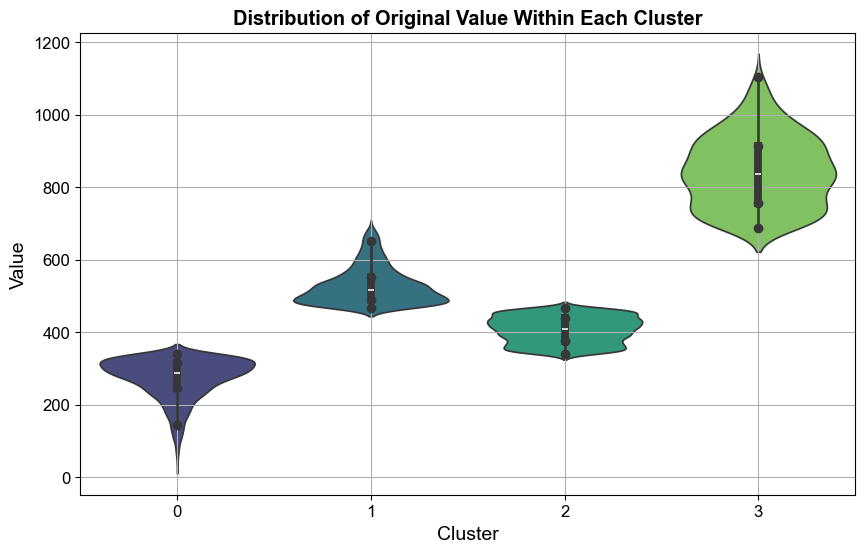 Distribution of Original Value Within Each Cluster
1200
1000
800
600
400
200
0
Value
0 1 2 3
Cluster